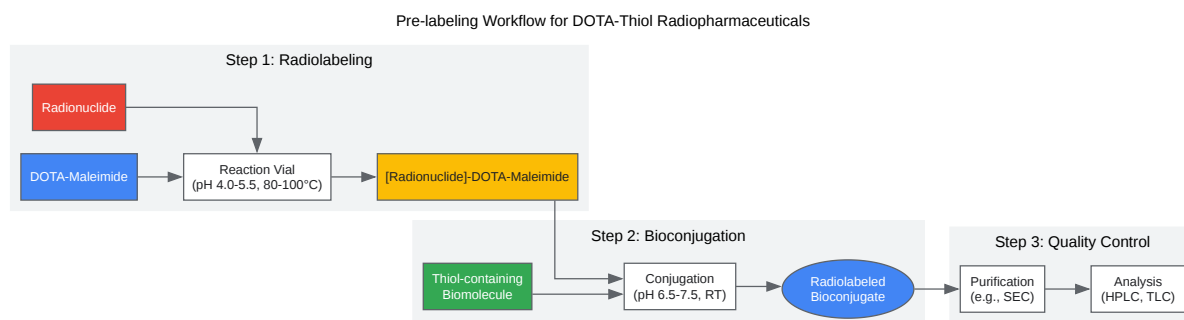 Pre-labeling Workflow for DOTA-Thiol Radiopharmaceuticals
Step 1: Radiolabeling
Radionuclide
DOTA-Maleimide
Reaction Vial
(pH 4.0-5.5, 80-100°C)
[Radionuclide]-DOTA-Maleimide
Step 2: Bioconjugation
Thiol-containing
Biomolecule
Conjugation
(pH 6.5-7.5, RT)
Radiolabeled
Bioconjugate
Step 3: Quality Control
Purification
(e.g., SEC)
Analysis
(HPLC, TLC)